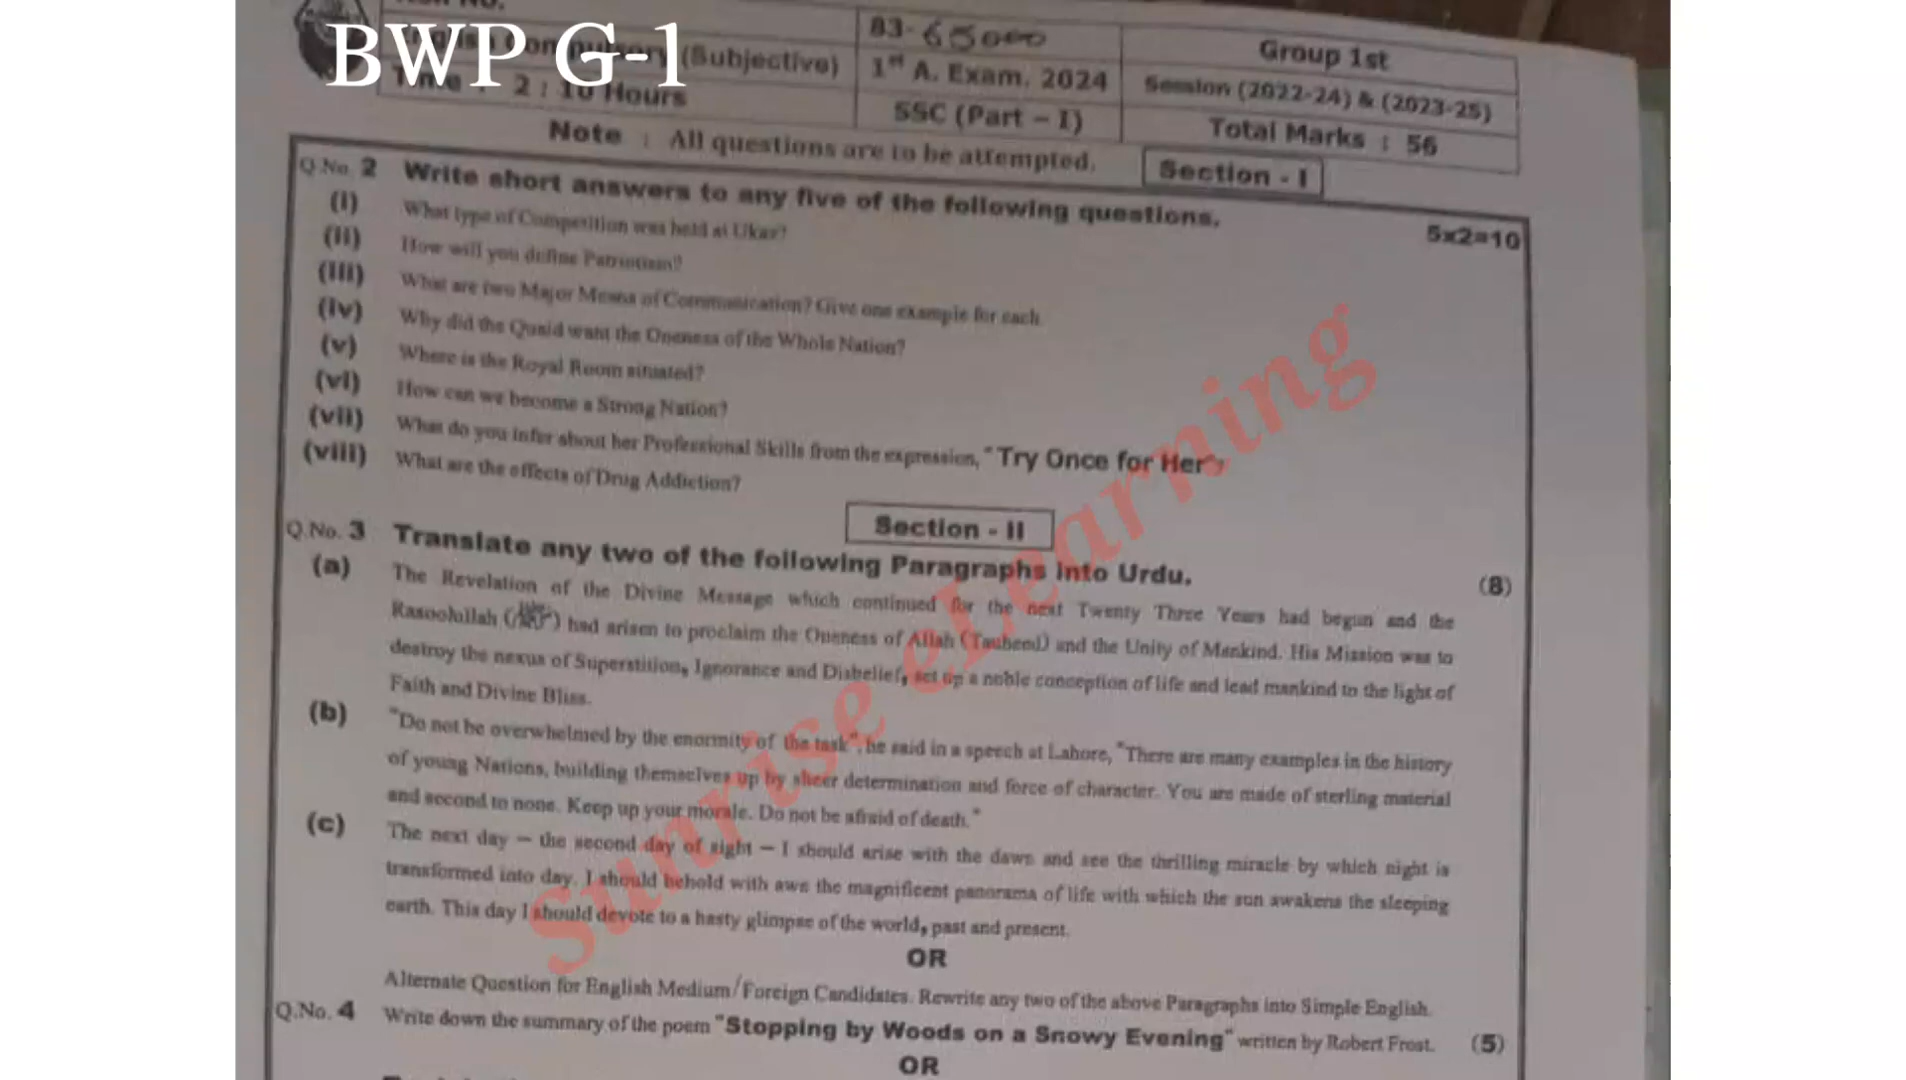 BWP G-1
83-65000
Group 1st
(Subjective)
1st A. Exam. 2024
Session (2022-24) & (2023-25)
Time : 2 : 10 Hours
SSC (Part – I)
Total Marks : 56
Note : All questions are to be attempted.
Section - I
Q.No. 2 Write short answers to any five of the following questions. 5x2=10
(i) What type of Competition was held at Ukaz?
(ii) How will you define Patriotism?
(iii) What are two Major Means of Communication? Give one example for each.
(iv) Why did the Quaid want the Oneness of the Whole Nation?
(v) Where is the Royal Room situated?
(vi) How can we become a Strong Nation?
(vii) What do you infer about her Professional Skills from the expression, "Try Once for Her"?
(viii) What are the effects of Drug Addiction?
Section - II
Q.No. 3 Translate any two of the following Paragraphs into Urdu. (8)
(a) The Revelation of the Divine Message which continued for the next Twenty Three Years had begun and the
Rasoolullah (ﷺ) had arisen to proclaim the Oneness of Allah (Tauheed) and the Unity of Mankind. His Mission was to
destroy the nexus of Superstition, Ignorance and Disbelief, set up a noble conception of life and lead mankind to the light of
Faith and Divine Bliss.
(b) "Do not be overwhelmed by the enormity of the task", he said in a speech at Lahore, "There are many examples in the history
of young Nations, building themselves up by sheer determination and force of character. You are made of sterling material
and second to none. Keep up your morale. Do not be afraid of death."
(c) The next day – the second day of sight – I should arise with the dawn and see the thrilling miracle by which night is
transformed into day. I should behold with awe the magnificent panorama of life with which the sun awakens the sleeping
earth. This day I should devote to a hasty glimpse of the world, past and present.
OR
Alternate Question for English Medium/Foreign Candidates. Rewrite any two of the above Paragraphs into Simple English.
Q.No. 4 Write down the summary of the poem "Stopping by Woods on a Snowy Evening" written by Robert Frost. (5)
OR
Sunrise eLearning